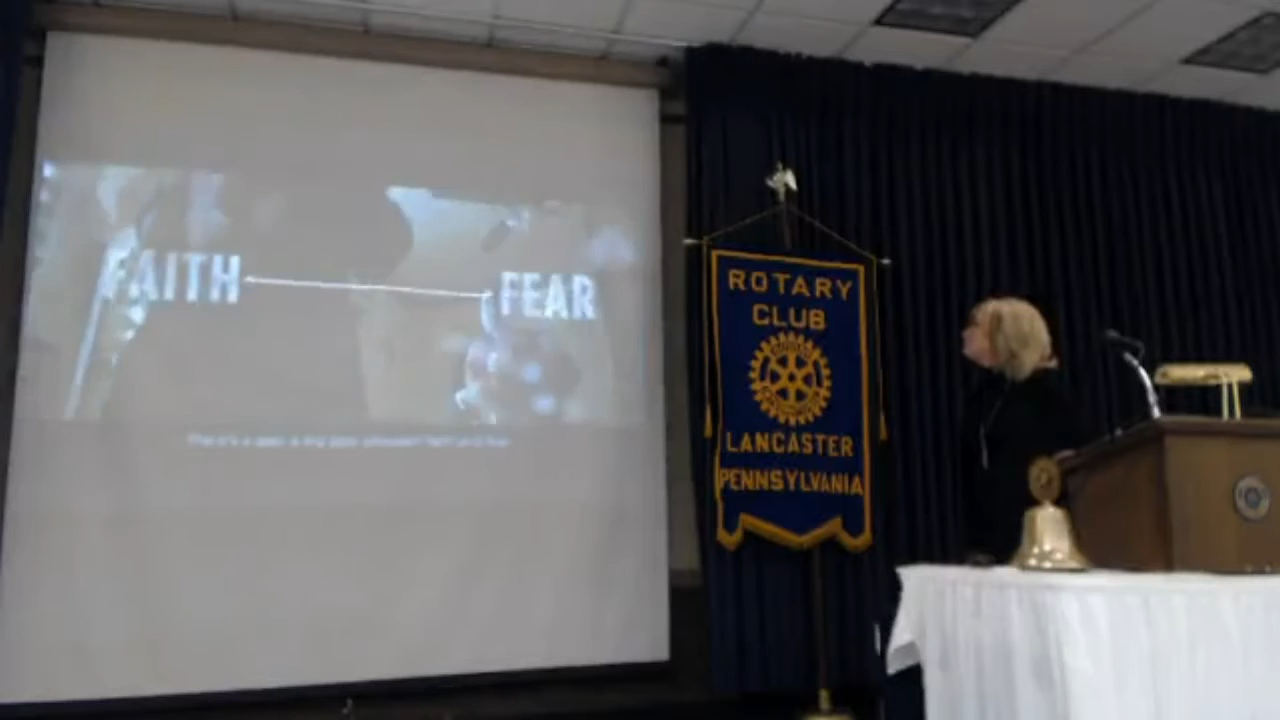 FAITH FEAR
ROTARY
CLUB
LANCASTER
PENNSYLVANIA